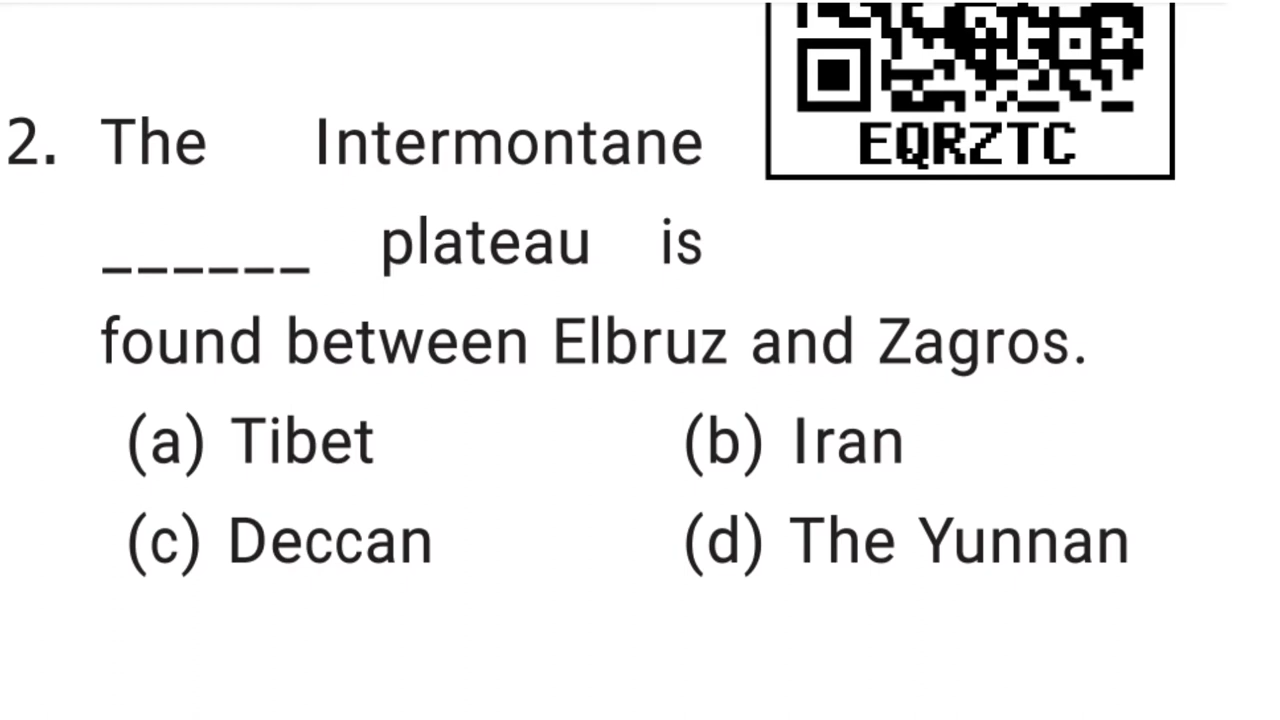 EQRZTC
2. The Intermontane
______ plateau is
found between Elbruz and Zagros.
(a) Tibet (b) Iran
(c) Deccan (d) The Yunnan